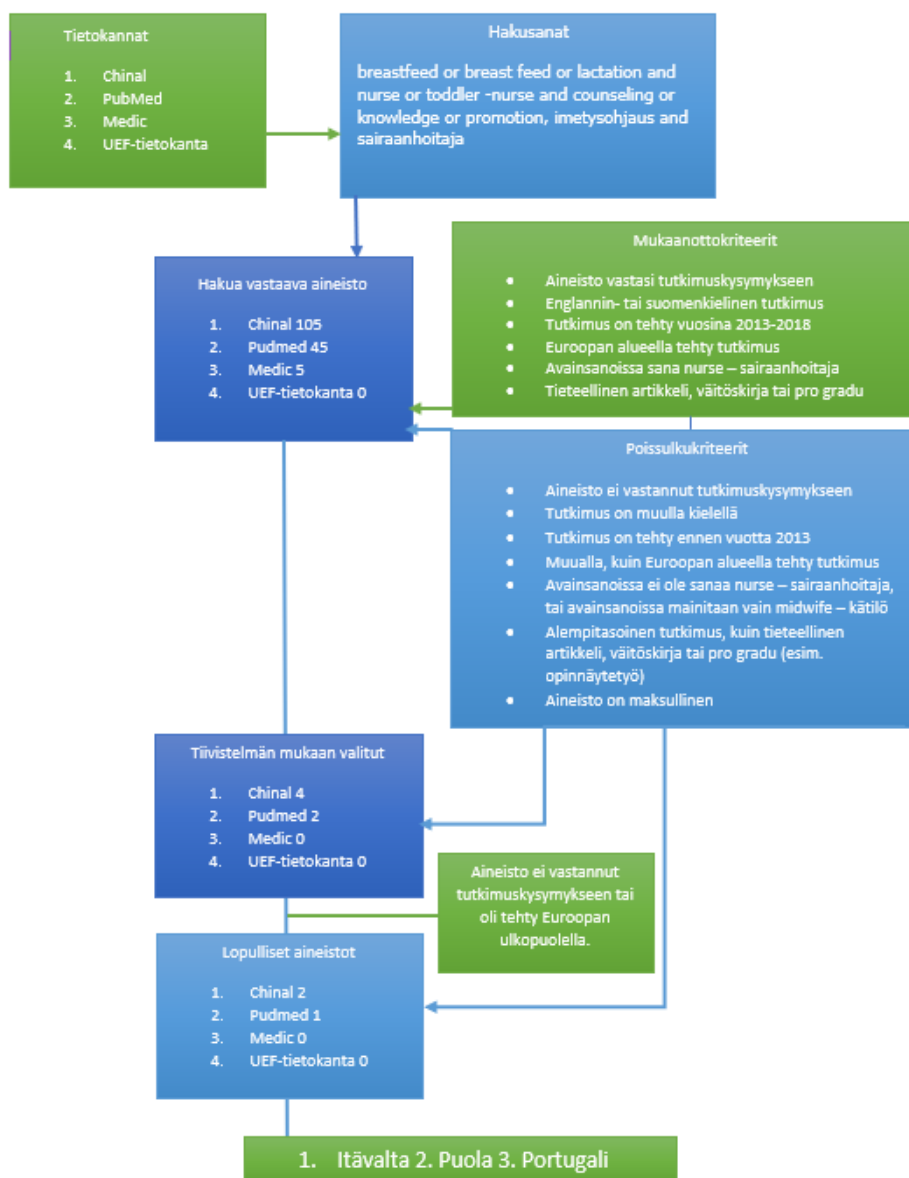 Tietokannat
1. Chinal
2. PubMed
3. Medic
4. UEF-tietokanta
Hakusanat
breastfeed or breast feed or lactation and
nurse or toddler -nurse and counseling or
knowledge or promotion, imetysohjaus and
sairaanhoitaja
Hakua vastaava aineisto
1. Chinal 105
2. Pudmed 45
3. Medic 5
4. UEF-tietokanta 0
Mukaanottokriteerit
• Aineisto vastasi tutkimuskysymykseen
• Englannin- tai suomenkielinen tutkimus
• Tutkimus on tehty vuosina 2013-2018
• Euroopan alueella tehty tutkimus
• Avainsanoissa sana nurse – sairaanhoitaja
• Tieteellinen artikkeli, väitöskirja tai pro gradu
Poissulkukriteerit
• Aineisto ei vastannut tutkimuskysymykseen
• Tutkimus on muulla kielellä
• Tutkimus on tehty ennen vuotta 2013
• Muualla, kuin Euroopan alueella tehty tutkimus
• Avainsanoissa ei ole sanaa nurse – sairaanhoitaja,
tai avainsanoissa mainitaan vain midwife – kätilö
• Alempitasoinen tutkimus, kuin tieteellinen
artikkeli, väitöskirja tai pro gradu (esim.
opinnäytetyö)
• Aineisto on maksullinen
Tiivistelmän mukaan valitut
1. Chinal 4
2. Pudmed 2
3. Medic 0
4. UEF-tietokanta 0
Aineisto ei vastannut
tutkimuskysymykseen tai
oli tehty Euroopan
ulkopuolella.
Lopulliset aineistot
1. Chinal 2
2. Pudmed 1
3. Medic 0
4. UEF-tietokanta 0
1. Itävalta 2. Puola 3. Portugali